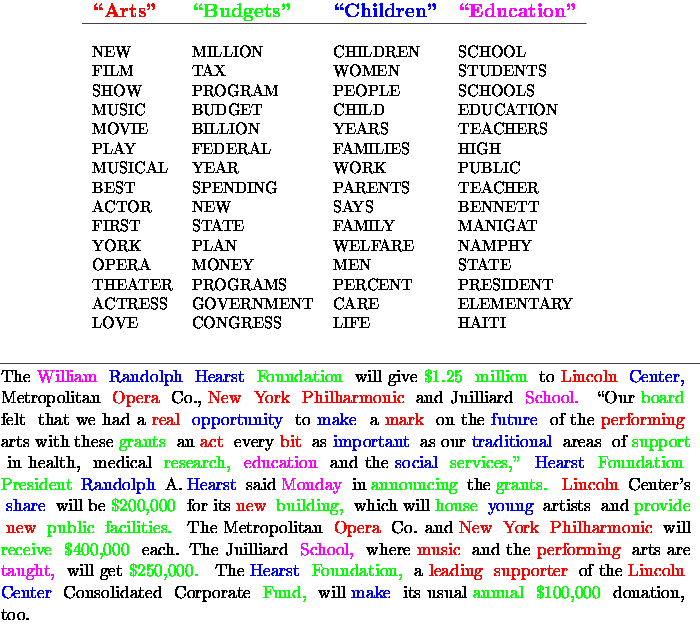 “Arts” “Budgets” “Children” “Education”
NEW MILLION CHILDREN SCHOOL
FILM TAX WOMEN STUDENTS
SHOW PROGRAM PEOPLE SCHOOLS
MUSIC BUDGET CHILD EDUCATION
MOVIE BILLION YEARS TEACHERS
PLAY FEDERAL FAMILIES HIGH
MUSICAL YEAR WORK PUBLIC
BEST SPENDING PARENTS TEACHER
ACTOR NEW SAYS BENNETT
FIRST STATE FAMILY MANIGAT
YORK PLAN WELFARE NAMPHY
OPERA MONEY MEN STATE
THEATER PROGRAMS PERCENT PRESIDENT
ACTRESS GOVERNMENT CARE ELEMENTARY
LOVE CONGRESS LIFE HAITI
The William Randolph Hearst Foundation will give $1.25 million to Lincoln Center,
Metropolitan Opera Co., New York Philharmonic and Juilliard School. “Our board
felt that we had a real opportunity to make a mark on the future of the performing
arts with these grants an act every bit as important as our traditional areas of support
in health, medical research, education and the social services,” Hearst Foundation
President Randolph A. Hearst said Monday in announcing the grants. Lincoln Center’s
share will be $200,000 for its new building, which will house young artists and provide
new public facilities. The Metropolitan Opera Co. and New York Philharmonic will
receive $400,000 each. The Juilliard School, where music and the performing arts are
taught, will get $250,000. The Hearst Foundation, a leading supporter of the Lincoln
Center Consolidated Corporate Fund, will make its usual annual $100,000 donation,
too.